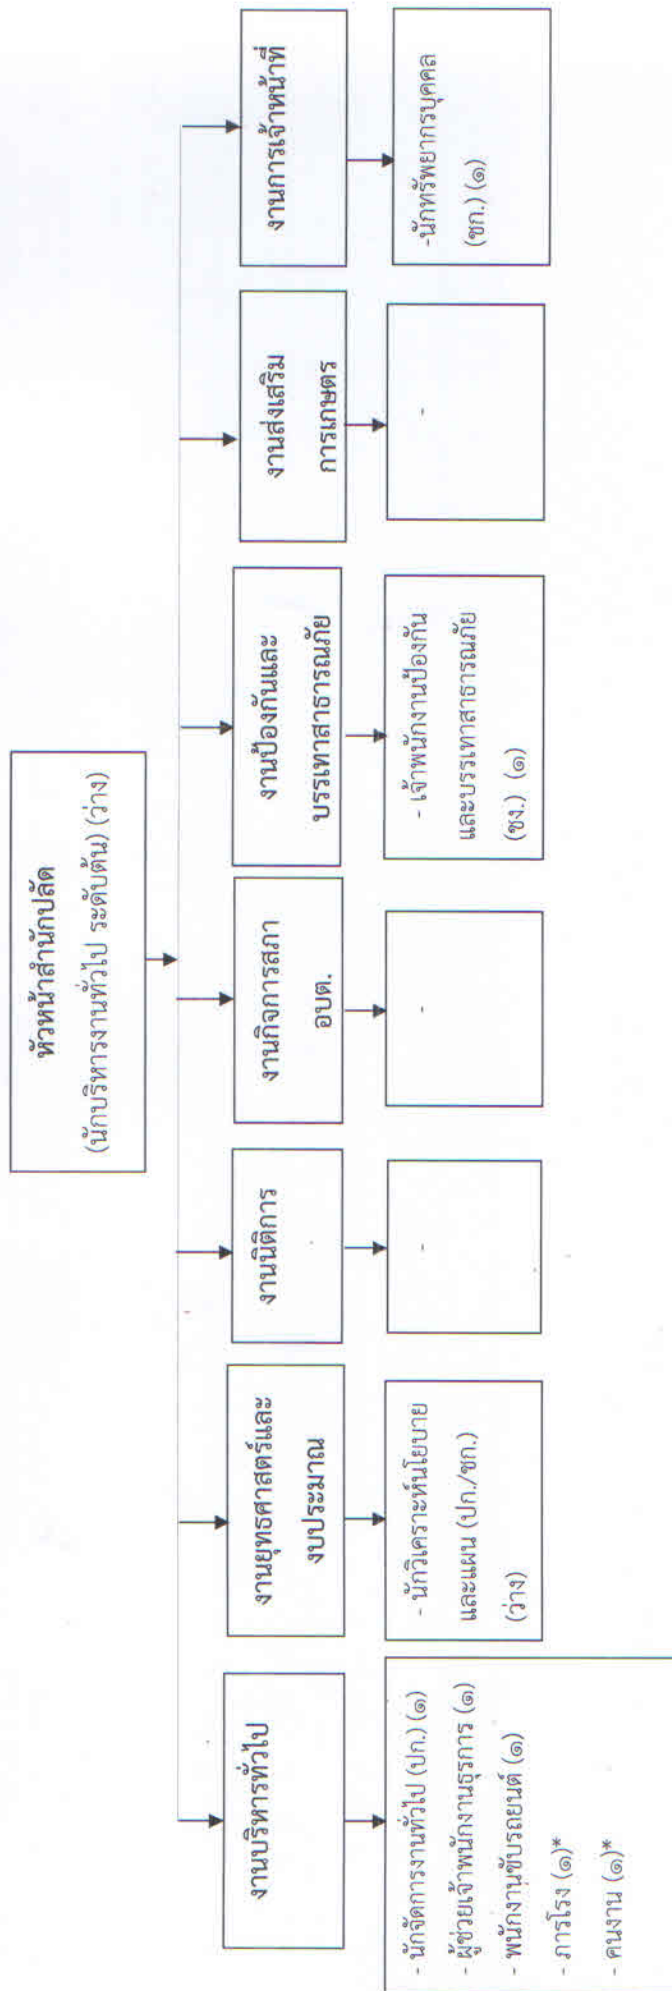 หัวหน้าสำนักปลัด
(นักบริหารงานทั่วไป ระดับต้น) (ว่าง)
งานบริหารทั่วไป
- นักจัดการงานทั่วไป (ปก.) (๑)
- ผู้ช่วยเจ้าพนักงานธุรการ (๑)
- พนักงานขับรถยนต์ (๑)
- ภารโรง (๑)*
- คนงาน (๑)*
งานยุทธศาสตร์และ
งบประมาณ
- นักวิเคราะห์นโยบาย
และแผน (ปก./ชก.)
(ว่าง)
งานนิติการ
-
งานกิจการสภา
อบต.
-
งานป้องกันและ
บรรเทาสาธารณภัย
- เจ้าพนักงานป้องกัน
และบรรเทาสาธารณภัย
(ชง.) (๑)
งานส่งเสริม
การเกษตร
-
งานการเจ้าหน้าที่
-นักทรัพยากรบุคคล
(ชก.) (๑)